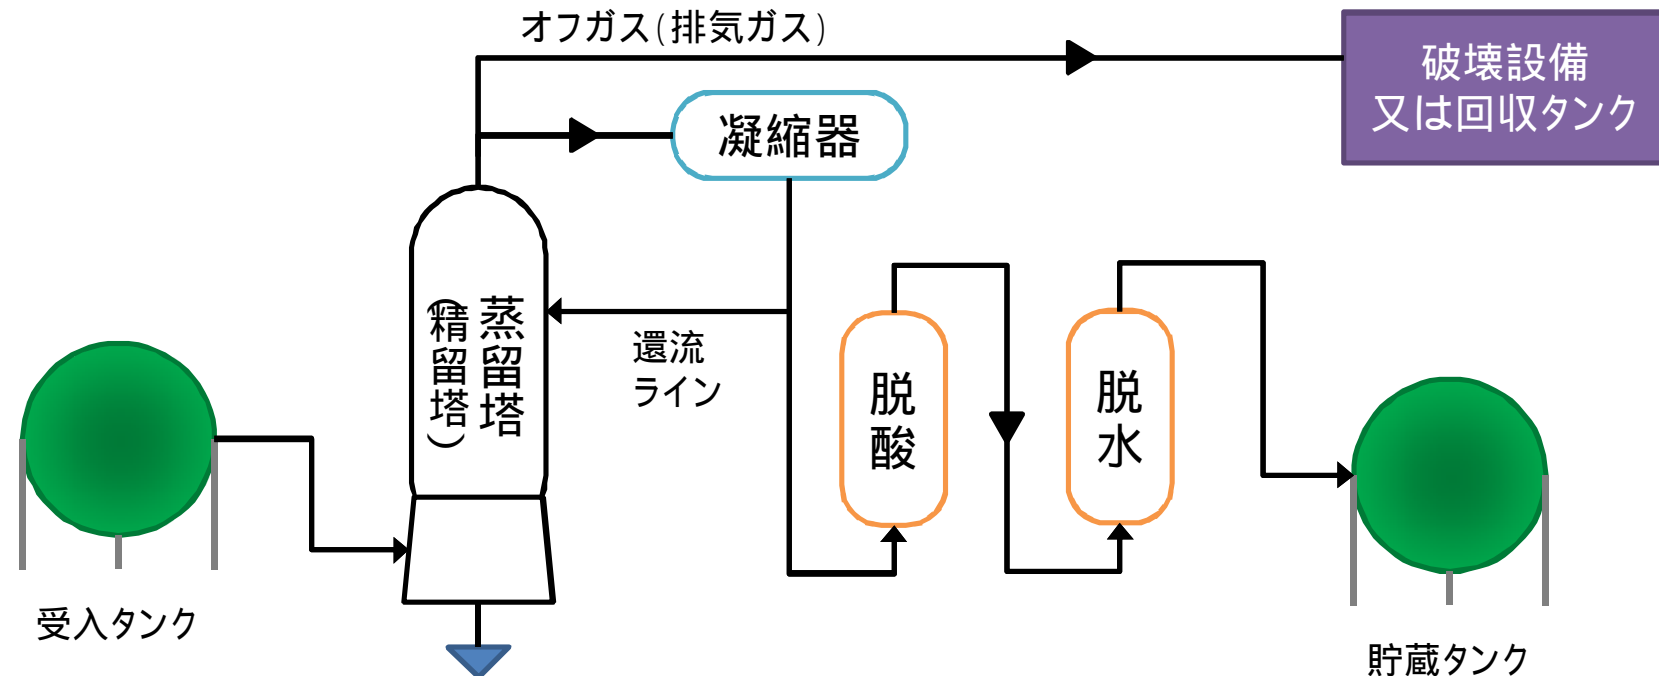 オフガス(排気ガス)
破壊設備
又は回収タンク
凝縮器
蒸留塔
(精留塔)
還流
ライン
脱酸
脱水
受入タンク
貯蔵タンク